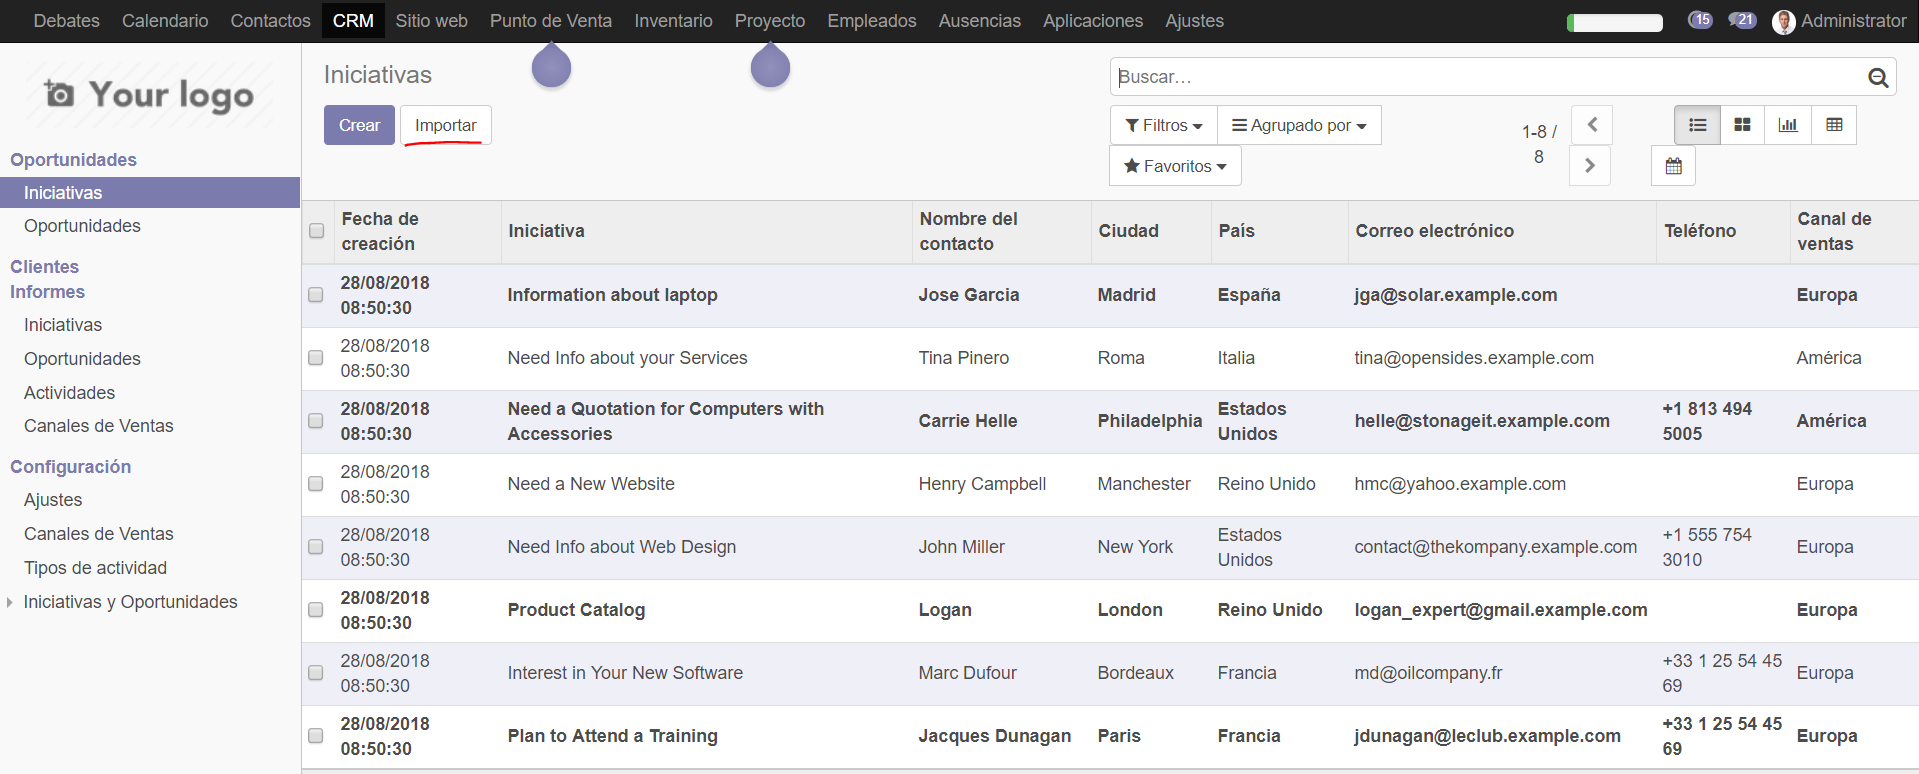 Debates Calendario Contactos CRM Sitio web Punto de Venta Inventario Proyecto Empleados Ausencias Aplicaciones Ajustes 15 21 Administrator
Your logo
Oportunidades
Iniciativas
Oportunidades
Clientes
Informes
Iniciativas
Oportunidades
Actividades
Canales de Ventas
Configuración
Ajustes
Canales de Ventas
Tipos de actividad
Iniciativas y Oportunidades
Iniciativas
Buscar...
Crear Importar
Filtros Agrupado por
Favoritos
1-8 /
8
Fecha de creación Iniciativa Nombre del contacto Ciudad País Correo electrónico Teléfono Canal de ventas
28/08/2018 08:50:30 Information about laptop Jose Garcia Madrid España jga@solar.example.com Europa
28/08/2018 08:50:30 Need Info about your Services Tina Pinero Roma Italia tina@opensides.example.com América
28/08/2018 08:50:30 Need a Quotation for Computers with Accessories Carrie Helle Philadelphia Estados Unidos helle@stonageit.example.com +1 813 494 5005 América
28/08/2018 08:50:30 Need a New Website Henry Campbell Manchester Reino Unido hmc@yahoo.example.com Europa
28/08/2018 08:50:30 Need Info about Web Design John Miller New York Estados Unidos contact@thekompany.example.com +1 555 754 3010 Europa
28/08/2018 08:50:30 Product Catalog Logan London Reino Unido logan_expert@gmail.example.com Europa
28/08/2018 08:50:30 Interest in Your New Software Marc Dufour Bordeaux Francia md@oilcompany.fr +33 1 25 54 45 69 Europa
28/08/2018 08:50:30 Plan to Attend a Training Jacques Dunagan Paris Francia jdunagan@leclub.example.com +33 1 25 54 45 69 Europa